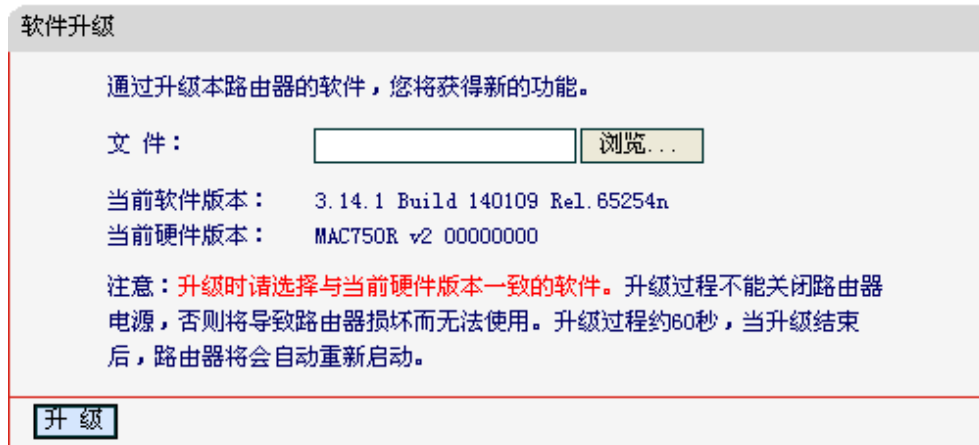 软件升级
通过升级本路由器的软件，您将获得新的功能。
文 件： 浏览...
当前软件版本： 3.14.1 Build 140109 Rel.65254n
当前硬件版本： MAC750R v2 00000000
注意：升级时请选择与当前硬件版本一致的软件。升级过程不能关闭路由器
电源，否则将导致路由器损坏而无法使用。升级过程约60秒，当升级结束
后，路由器将会自动重新启动。
升 级